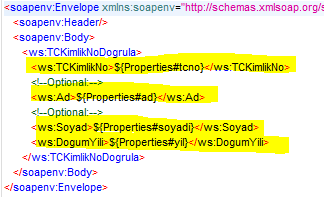 <soapenv:Envelope xmlns:soapenv="http://schemas.xmlsoap.org/s
<soapenv:Header/>
<soapenv:Body>
<ws:TCKimlikNoDogrula>
<ws:TCKimlikNo>${Properties#tcno}</ws:TCKimlikNo>
<!--Optional:-->
<ws:Ad>${Properties#ad}</ws:Ad>
<!--Optional:-->
<ws:Soyad>${Properties#soyadi}</ws:Soyad>
<ws:DogumYili>${Properties#yil}</ws:DogumYili>
</ws:TCKimlikNoDogrula>
</soapenv:Body>
</soapenv:Envelope>